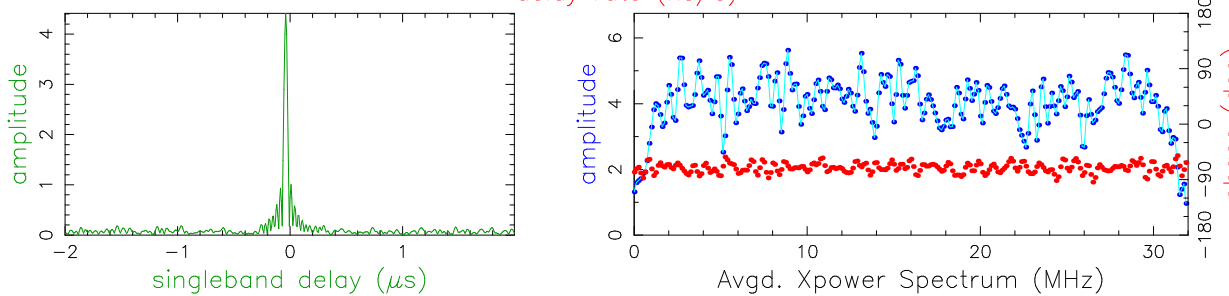 amplitude
0 1 2 3 4
−2 −1 0 1
singleband delay (μs)
amplitude
0 2 4 6
0 10 20 30
Avgd. Xpower Spectrum (MHz)
−180 −90 0 90 180